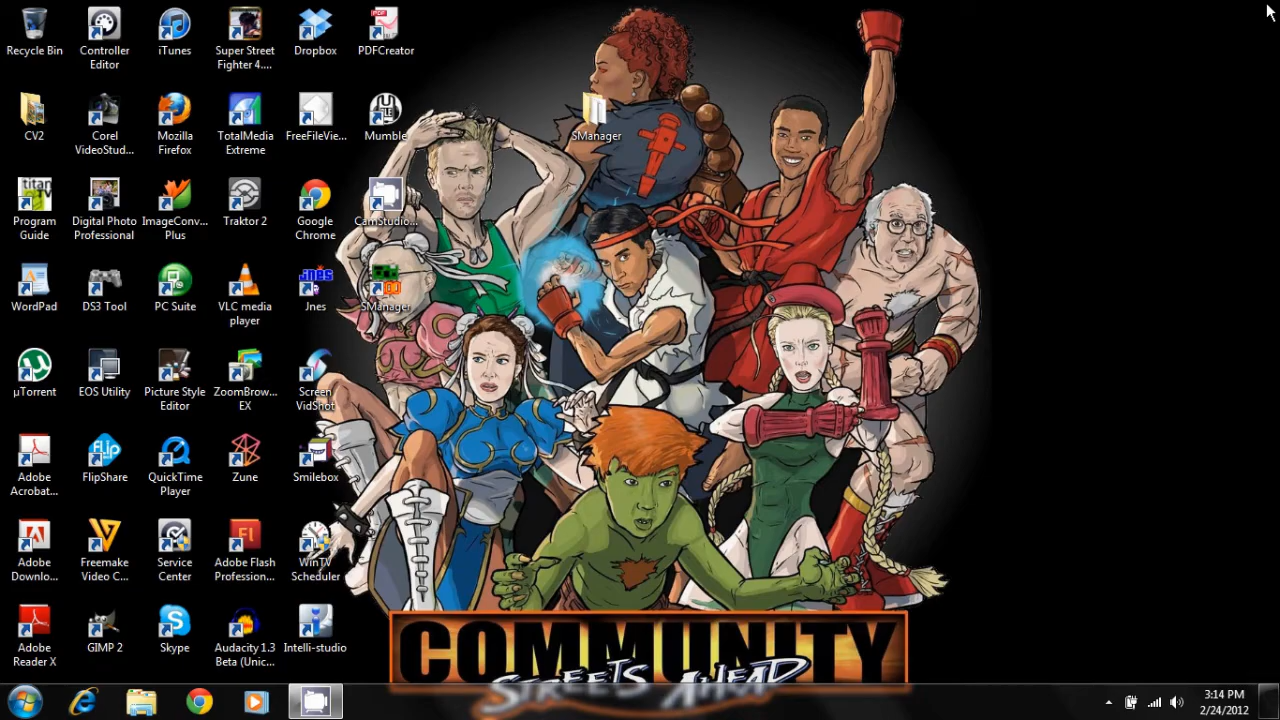 Recycle Bin
Controller
Editor
iTunes
Super Street
Fighter 4....
Dropbox
PDFCreator
CV2
Corel
VideoStud...
Mozilla
Firefox
TotalMedia
Extreme
FreeFileVie...
Mumble
SManager
titan
Program
Guide
Digital Photo
Professional
ImageConv...
Plus
Traktor 2
Google
Chrome
CamStudio...
WordPad
DS3 Tool
PC Suite
VLC media
player
Jnes
SManager
µTorrent
EOS Utility
Picture Style
Editor
ZoomBrow...
EX
Screen
VidShot
Adobe
Acrobat...
FlipShare
QuickTime
Player
Zune
Smilebox
Adobe
Downlo...
Freemake
Video C...
Service
Center
Adobe Flash
Profession...
WinTV
Scheduler
Adobe
Reader X
GIMP 2
Skype
Audacity 1.3
Beta (Unic...
Intelli-studio
COMMUNITY
STREETS AHEAD
3:14 PM
2/24/2012